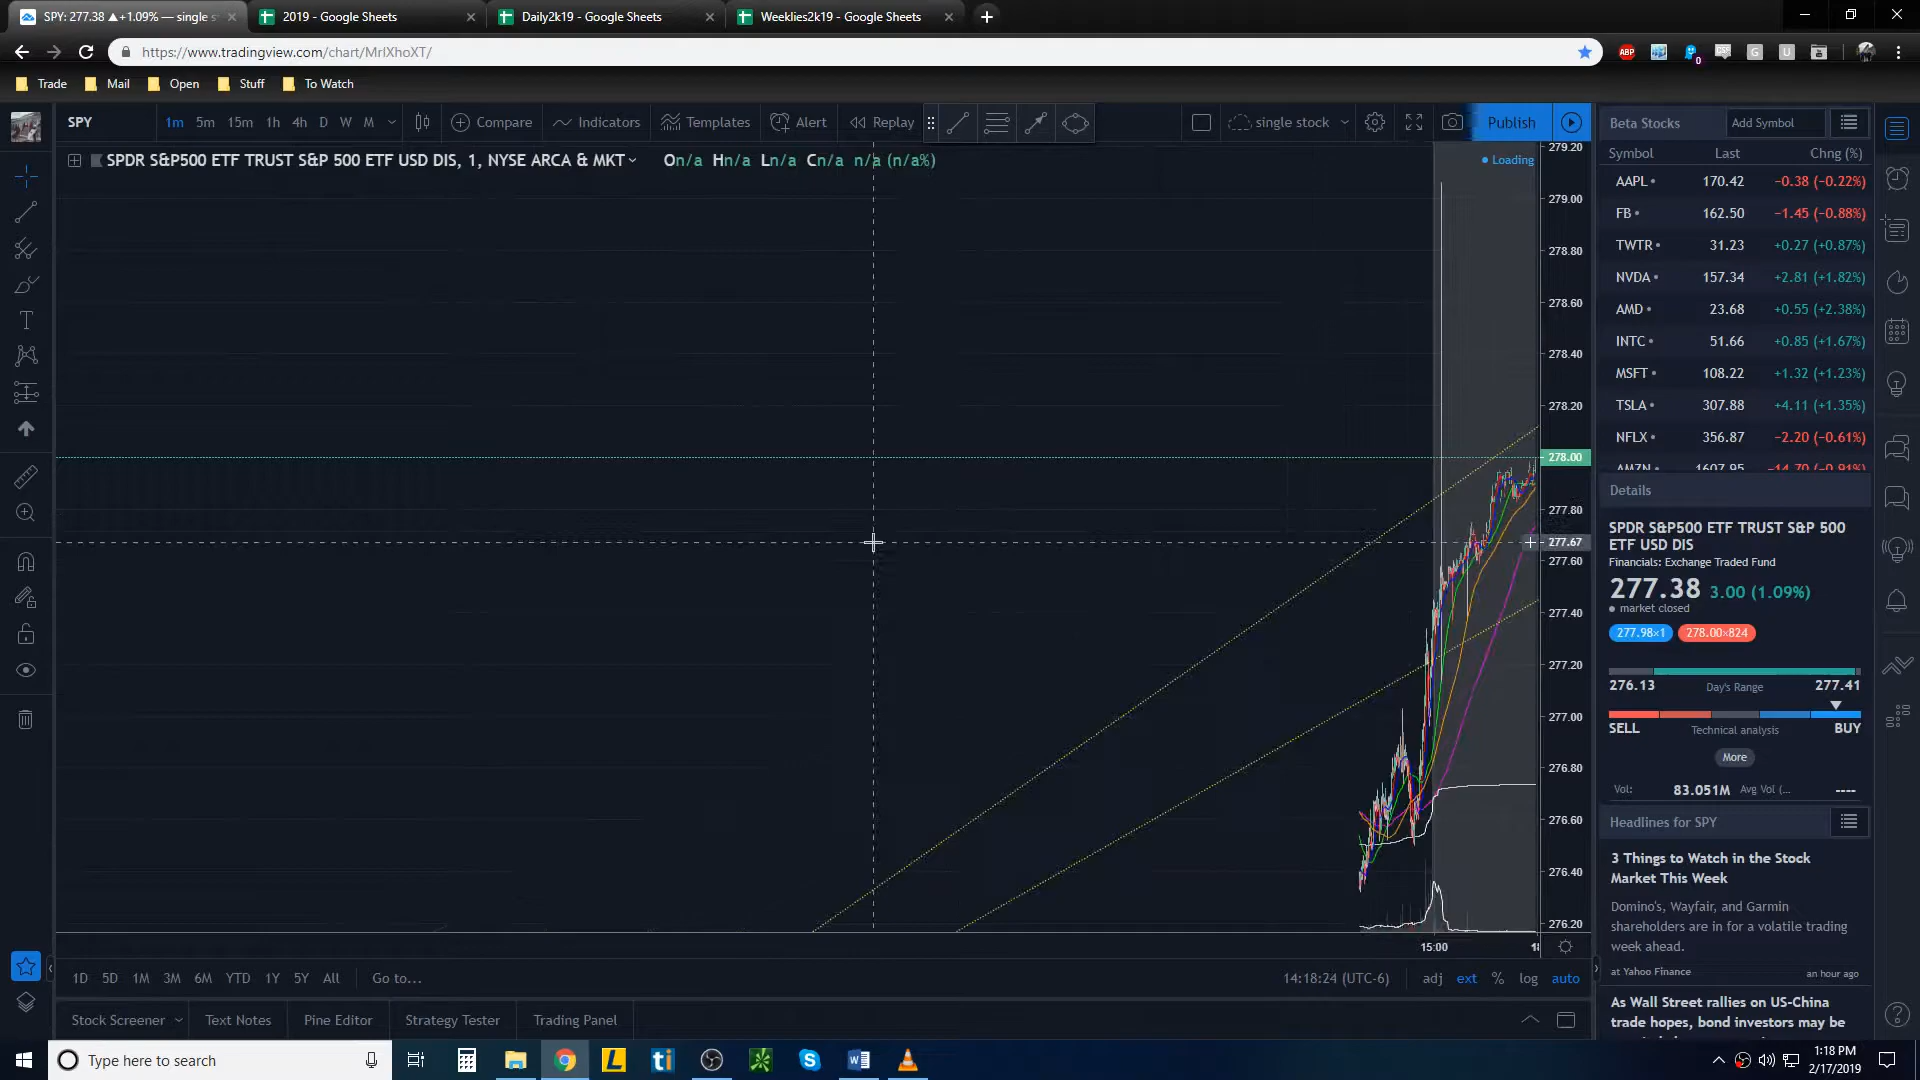 SPY: 277.38 ▲+1.09% — single s
2019 - Google Sheets
Daily2k19 - Google Sheets
Weeklies2k19 - Google Sheets
https://www.tradingview.com/chart/MrlXhoXT/
ABP
0
G
U
Trade
Mail
Open
Stuff
To Watch
SPY
1m 5m 15m 1h 4h D W M
Compare
Indicators
Templates
Alert
Replay
single stock
Publish
SPDR S&P500 ETF TRUST S&P 500 ETF USD DIS, 1, NYSE ARCA & MKT
On/a Hn/a Ln/a Cn/a n/a (n/a%)
Loading
279.20
279.00
278.80
278.60
278.40
278.20
278.00
277.80
277.67
277.60
277.40
277.20
277.00
276.80
276.60
276.40
276.20
15:00
Beta Stocks
Add Symbol
Symbol Last Chng (%)
AAPL 170.42 −0.38 (−0.22%)
FB 162.50 −1.45 (−0.88%)
TWTR 31.23 +0.27 (+0.87%)
NVDA 157.34 +2.81 (+1.82%)
AMD 23.68 +0.55 (+2.38%)
INTC 51.66 +0.85 (+1.67%)
MSFT 108.22 +1.32 (+1.23%)
TSLA 307.88 +4.11 (+1.35%)
NFLX 356.87 −2.20 (−0.61%)
AMZN 1607.95 −14.70 (−0.91%)
Details
SPDR S&P500 ETF TRUST S&P 500
ETF USD DIS
Financials: Exchange Traded Fund
277.38 3.00 (1.09%)
market closed
277.98×1 278.00×824
276.13 Day's Range 277.41
SELL Technical analysis BUY
More
Vol: 83.051M Avg Vol (... ----
Headlines for SPY
3 Things to Watch in the Stock
Market This Week
Domino's, Wayfair, and Garmin
shareholders are in for a volatile trading
week ahead.
at Yahoo Finance an hour ago
As Wall Street rallies on US-China
trade hopes, bond investors may be
1D 5D 1M 3M 6M YTD 1Y 5Y All Go to...
14:18:24 (UTC-6)
adj ext % log auto
Stock Screener
Text Notes
Pine Editor
Strategy Tester
Trading Panel
Type here to search
1:18 PM
2/17/2019